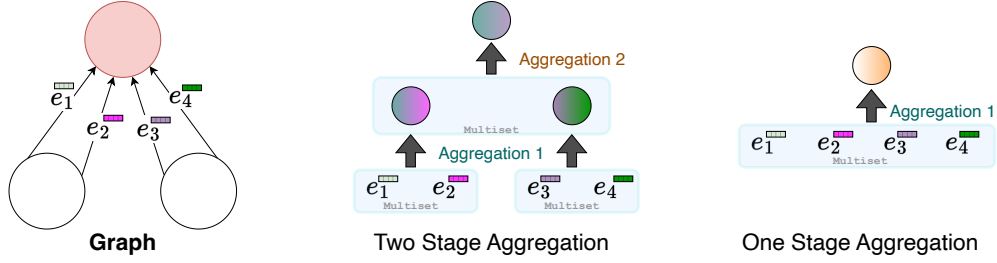 e1
e2
e3
e4
Graph
Aggregation 2
Multiset
Aggregation 1
e1 e2
Multiset
e3 e4
Multiset
Two Stage Aggregation
Aggregation 1
e1 e2 e3 e4
Multiset
One Stage Aggregation